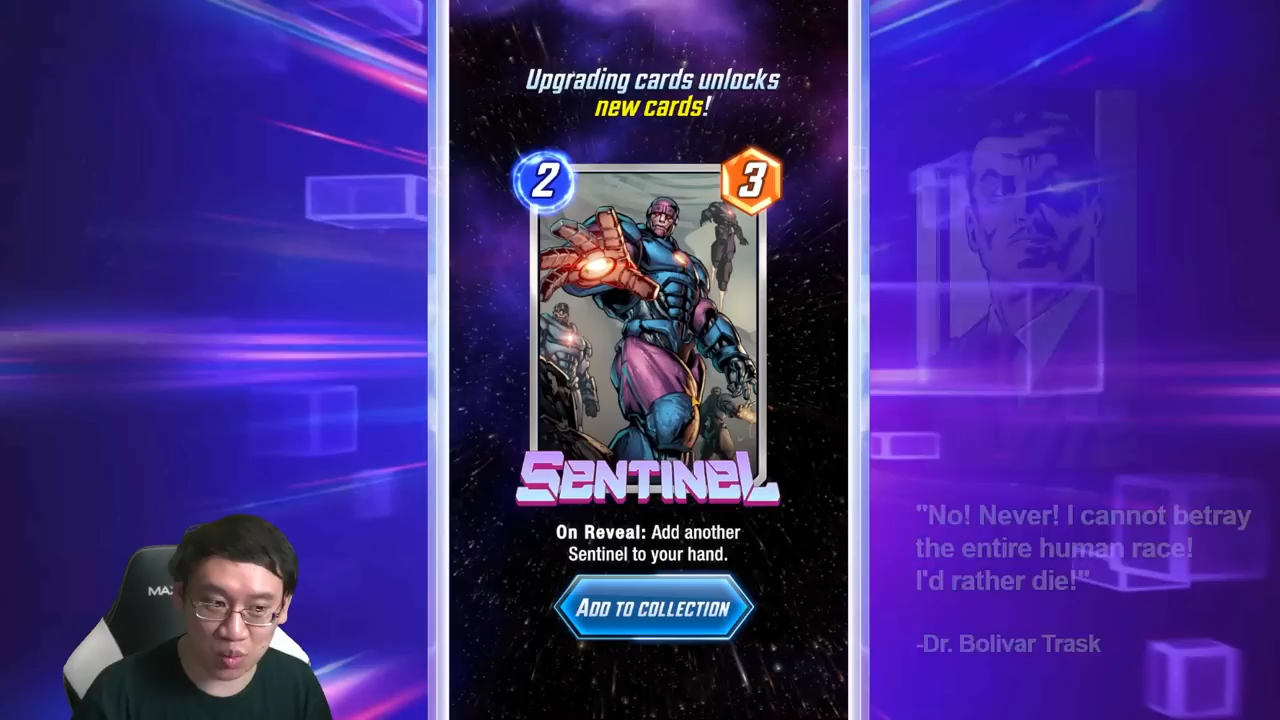 Upgrading cards unlocks
new cards!
2
3
SENTINEL
On Reveal: Add another
Sentinel to your hand.
ADD TO COLLECTION
"No! Never! I cannot betray
the entire human race!
I'd rather die!"
-Dr. Bolivar Trask
MAX